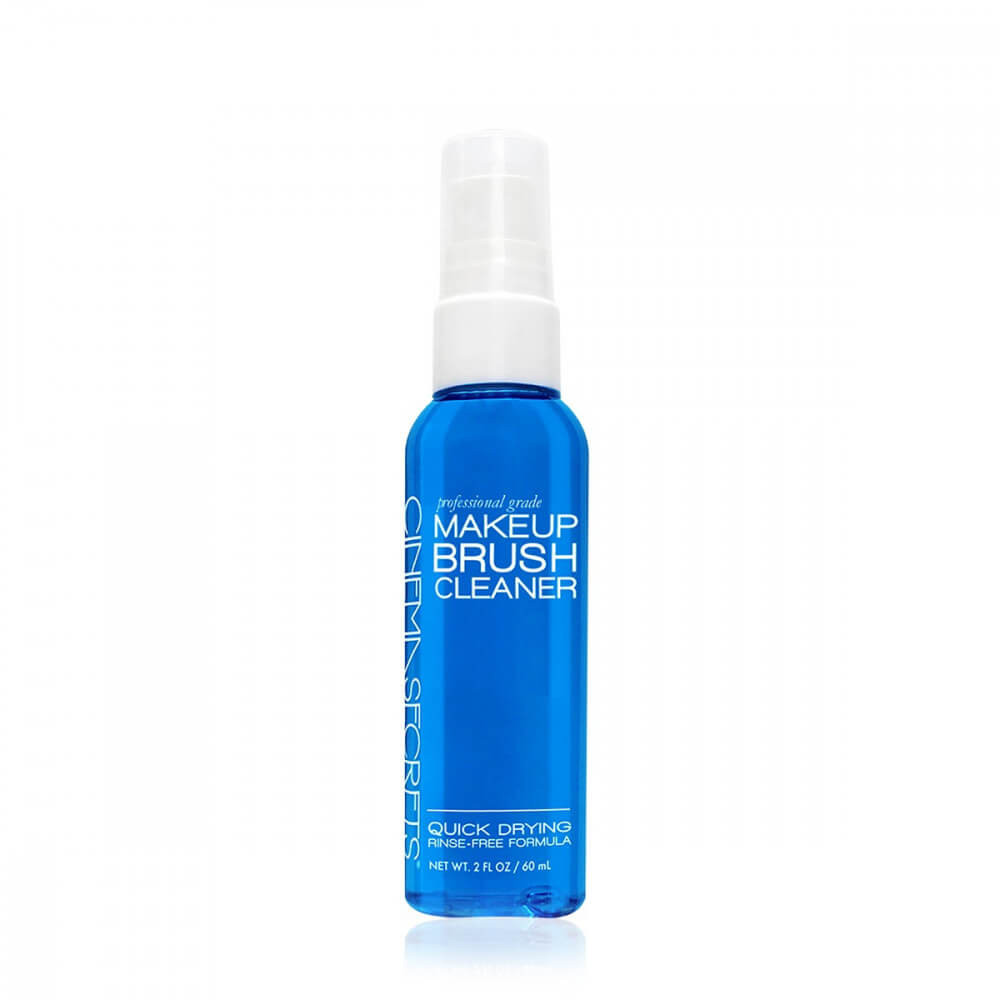 professional grade
MAKEUP
BRUSH
CLEANER
CINEMA SECRETS
QUICK DRYING
RINSE-FREE FORMULA
NET WT. 2 FL OZ / 60 mL